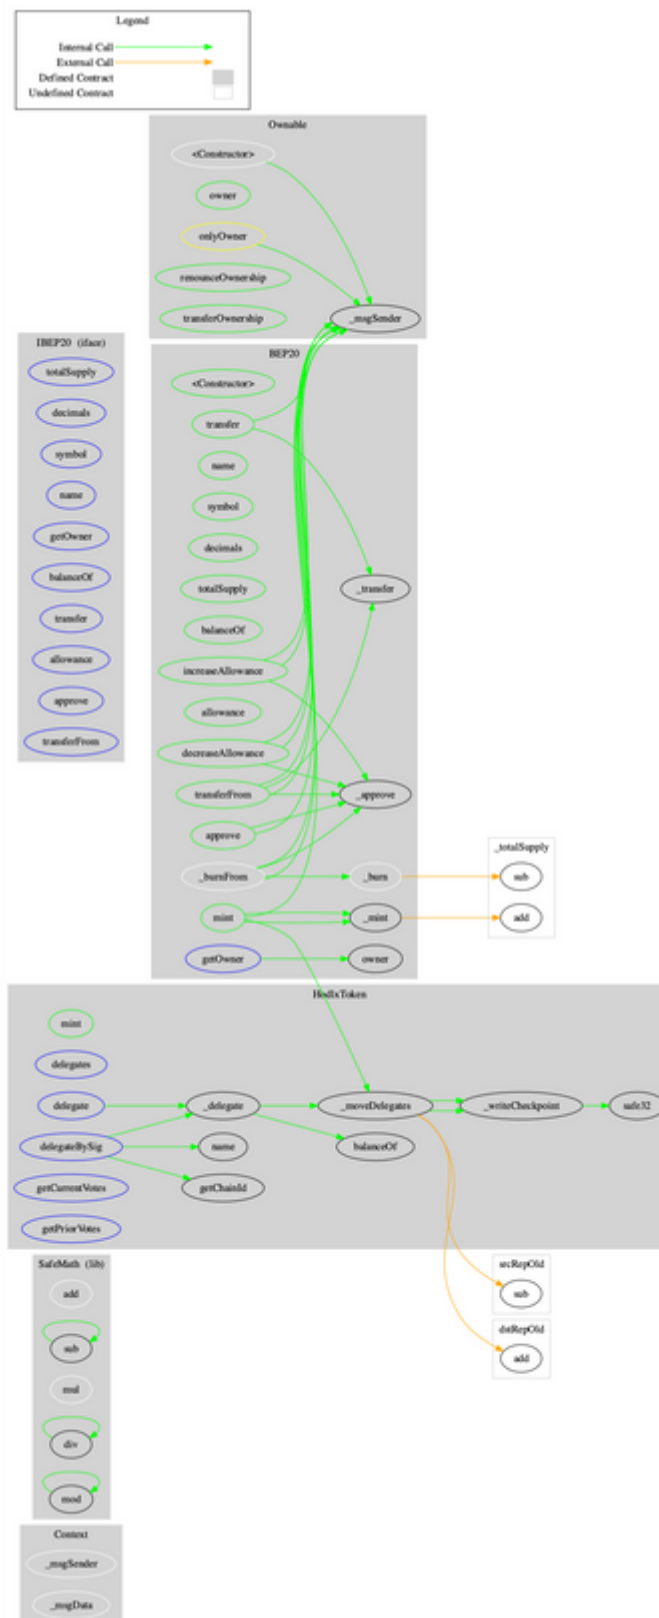 Legend
Internal Call
External Call
Defined Contract
Undefined Contract
Ownable
<Constructor>
owner
onlyOwner
renounceOwnership
transferOwnership
_msgSender
IBEP20 (iface)
totalSupply
decimals
symbol
name
getOwner
balanceOf
transfer
allowance
approve
transferFrom
BEP20
<Constructor>
transfer
name
symbol
decimals
totalSupply
balanceOf
increaseAllowance
allowance
decreaseAllowance
transferFrom
approve
_burnFrom
mint
getOwner
_transfer
_approve
_burn
_mint
owner
_totalSupply
sub
add
HodlxToken
mint
delegates
delegate
delegateBySig
getCurrentVotes
getPriorVotes
_delegate
name
getChainId
_moveDelegates
balanceOf
_writeCheckpoint
safe32
srcRepOld
sub
dstRepOld
add
SafeMath (lib)
add
sub
mul
div
mod
Context
_msgSender
_msgData